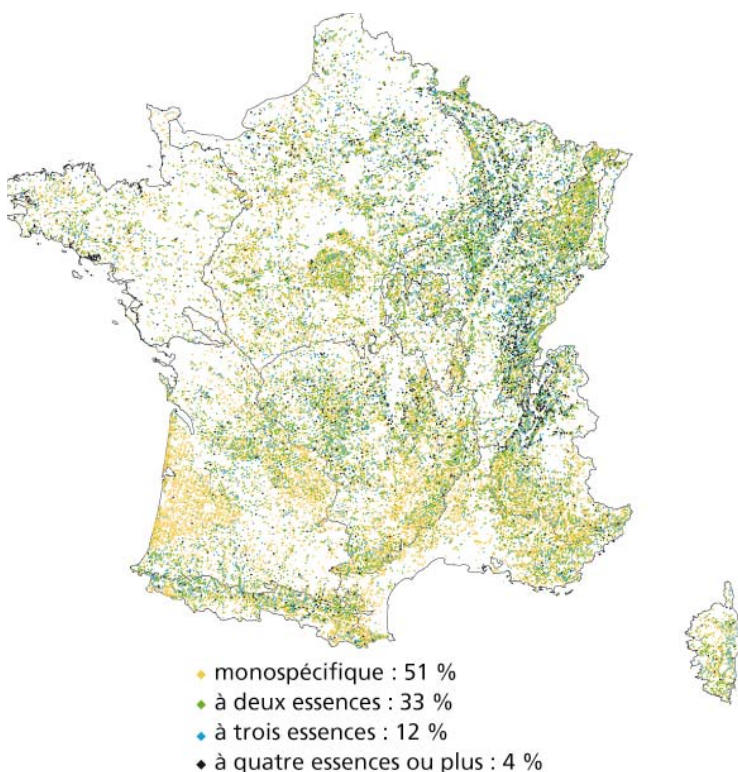 monospécifique : 51 %
à deux essences : 33 %
à trois essences : 12 %
à quatre essences ou plus : 4 %